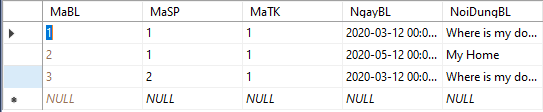 MaBL MaSP MaTK NgayBL NoiDungBL
1 1 1 2020-03-12 00:0... Where is my do...
2 1 1 2020-05-12 00:0... My Home
3 2 1 2020-03-12 00:0... Where is my do...
NULL NULL NULL NULL NULL